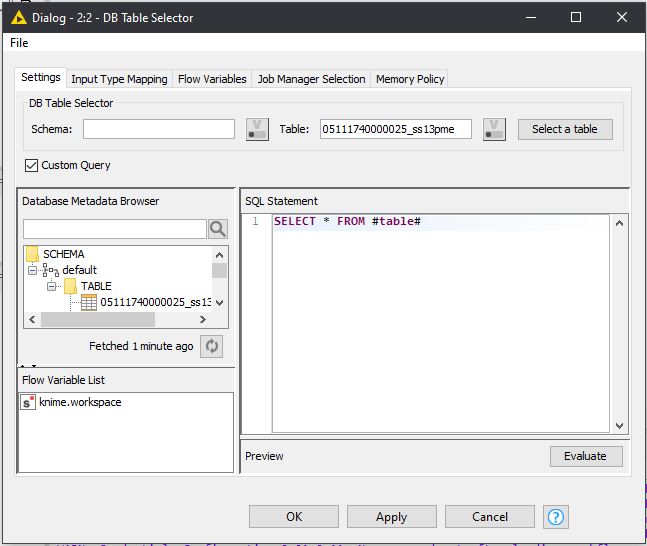 Dialog - 2:2 - DB Table Selector
File
Settings Input Type Mapping Flow Variables Job Manager Selection Memory Policy
DB Table Selector
Schema: Table: 05111740000025_ss13pme Select a table
Custom Query
Database Metadata Browser
SCHEMA
default
TABLE
05111740000025_ss13
Fetched 1 minute ago
Flow Variable List
s knime.workspace
SQL Statement
1 SELECT * FROM #table#
Preview Evaluate
OK Apply Cancel ?